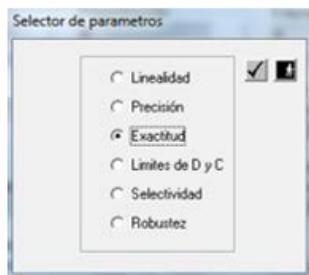 Selector de parametros
Linealidad
Precisión
Exactitud
Limites de D y C
Selectividad
Robustez